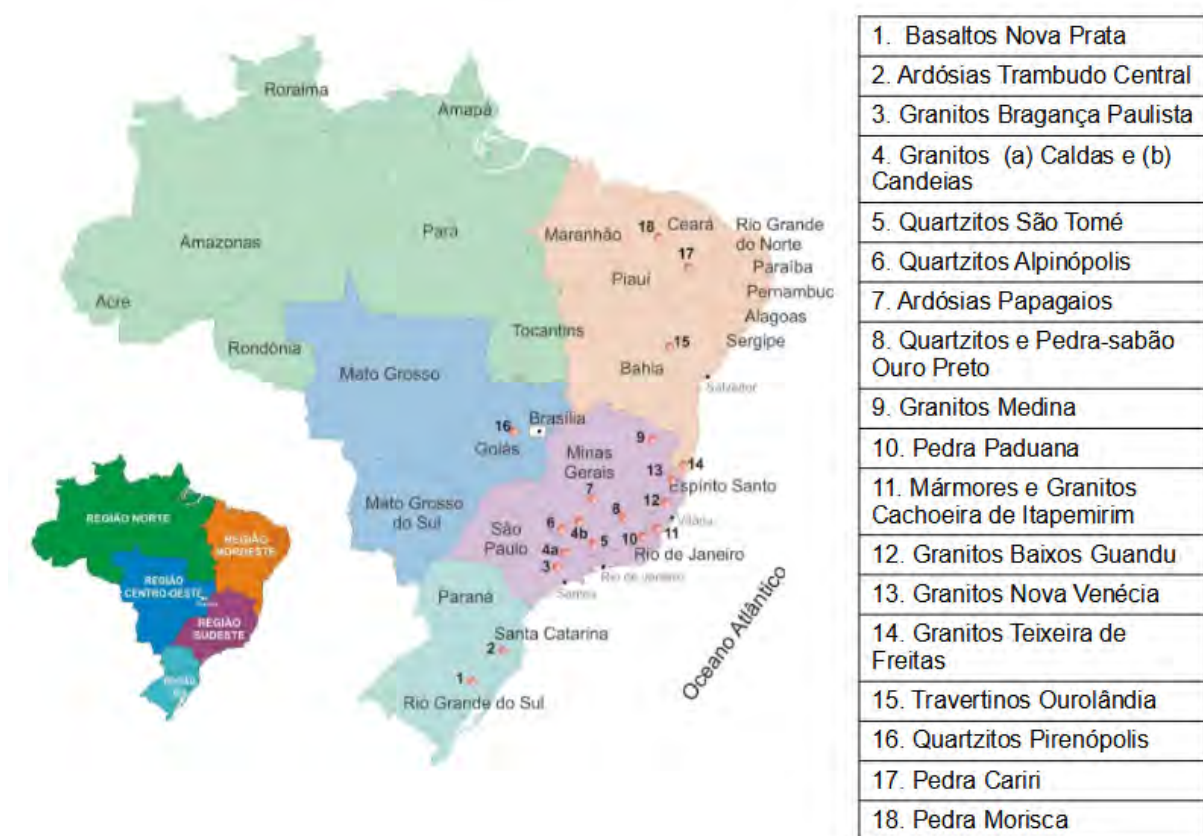 Roraima
Amapá
Amazonas
Pará
Acre
Rondônia
Tocantins
Maranhão
18
Ceará
Rio Grande
do Norte
17
Piauí
Paraíba
Pernambuc
Alagoas
Sergipe
15
Bahia
Salvador
Mato Grosso
16
Brasília
Goiás
Mato Grosso
do Sul
9
Minas
Gerais
14
13
Espírito Santo
7
12
8
Vitória
6
4b
São
Paulo
5
10
11
4a
Rio de Janeiro
3
Rio de Janeiro
Santos
Paraná
Santa Catarina
2
1
Rio Grande do Sul
Oceano Atlântico
REGIÃO NORTE
REGIÃO
NORDESTE
REGIÃO
CENTRO-OESTE
REGIÃO
SUDESTE
REGIÃO
1. Basaltos Nova Prata
2. Ardósias Trambudo Central
3. Granitos Bragança Paulista
4. Granitos (a) Caldas e (b)
Candeias
5. Quartzitos São Tomé
6. Quartzitos Alpinópolis
7. Ardósias Papagaios
8. Quartzitos e Pedra-sabão
Ouro Preto
9. Granitos Medina
10. Pedra Paduana
11. Mármores e Granitos
Cachoeira de Itapemirim
12. Granitos Baixos Guandu
13. Granitos Nova Venécia
14. Granitos Teixeira de
Freitas
15. Travertinos Ourolândia
16. Quartzitos Pirenópolis
17. Pedra Cariri
18. Pedra Morisca